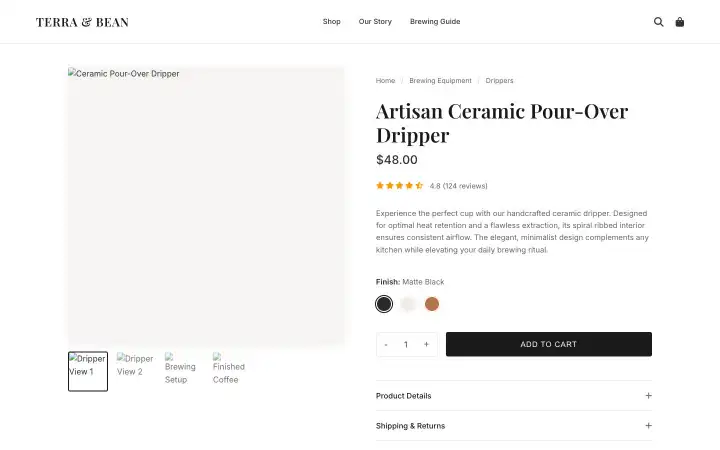 TERRA & BEAN
Shop
Our Story
Brewing Guide
Ceramic Pour-Over Dripper
Dripper
View 1
Dripper
View 2
Brewing
Setup
Finished
Coffee
Home / Brewing Equipment / Drippers
Artisan Ceramic Pour-Over
Dripper
$48.00
4.8 (124 reviews)
Experience the perfect cup with our handcrafted ceramic dripper. Designed
for optimal heat retention and a flawless extraction, its spiral ribbed interior
ensures consistent airflow. The elegant, minimalist design complements any
kitchen while elevating your daily brewing ritual.
Finish: Matte Black
- 1 +
ADD TO CART
Product Details +
Shipping & Returns +